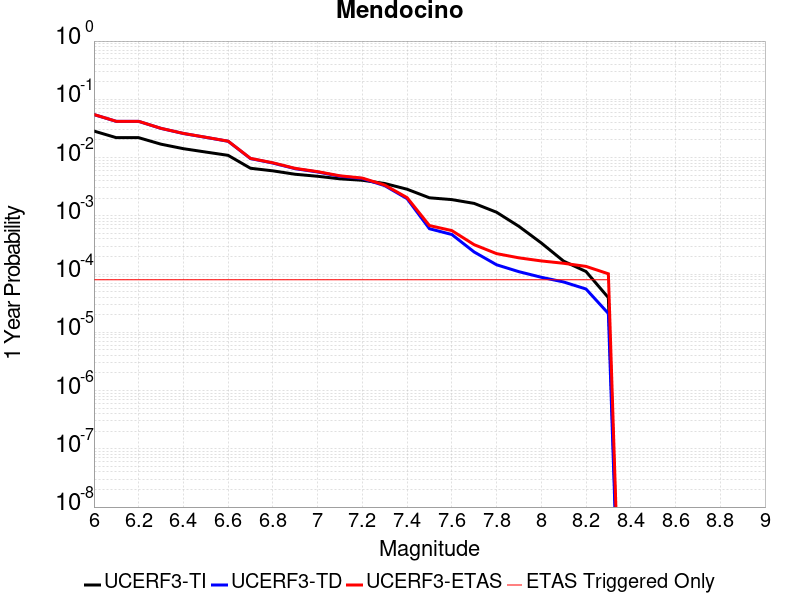 Mendocino
10^0
10^-1
10^-2
10^-3
10^-4
10^-5
10^-6
10^-7
10^-8
1 Year Probability
6 6.2 6.4 6.6 6.8 7 7.2 7.4 7.6 7.8 8 8.2 8.4 8.6 8.8 9
Magnitude
UCERF3-TI UCERF3-TD UCERF3-ETAS ETAS Triggered Only